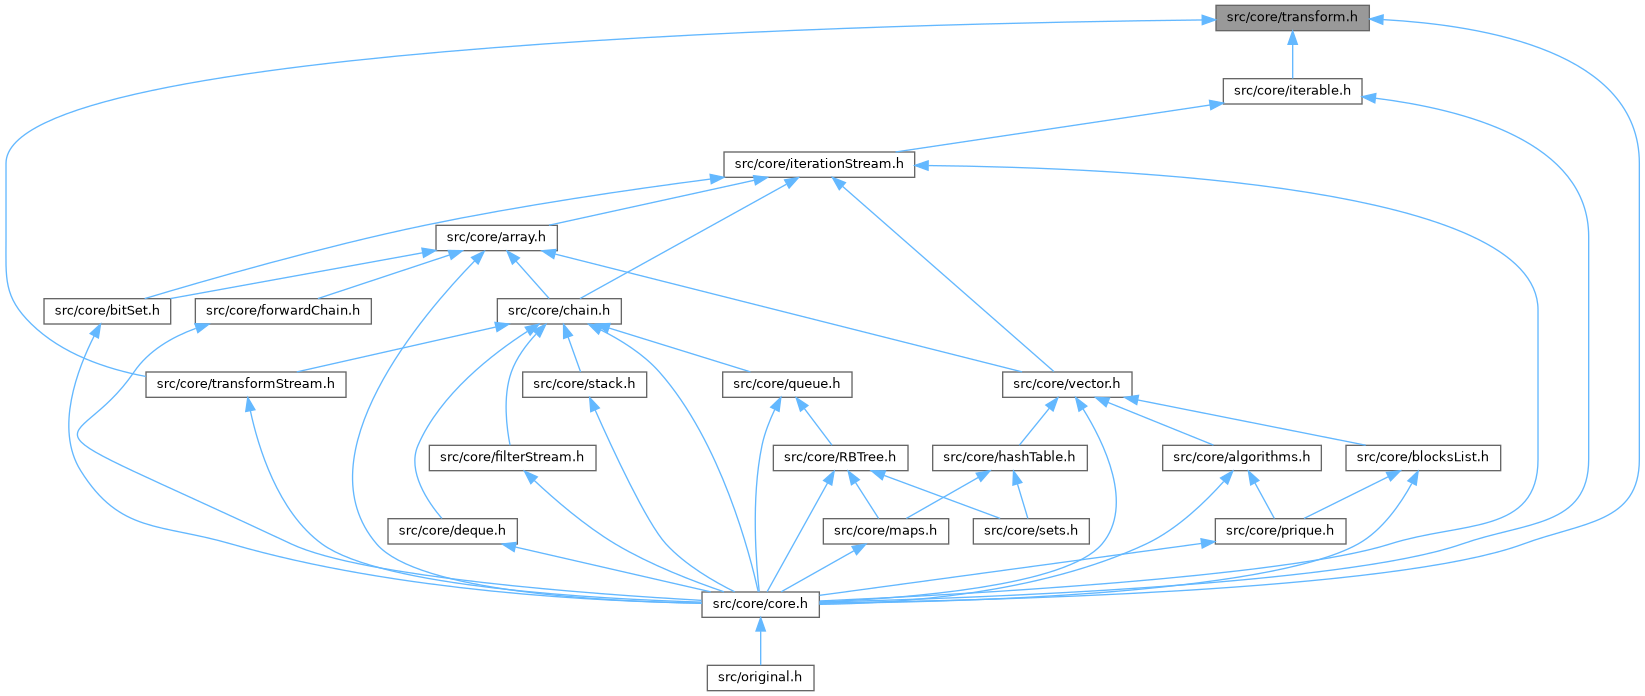 src/core/transform.h
src/core/iterable.h
src/core/iterationStream.h
src/core/array.h
src/core/bitSet.h
src/core/forwardChain.h
src/core/chain.h
src/core/transformStream.h
src/core/stack.h
src/core/queue.h
src/core/vector.h
src/core/filterStream.h
src/core/RBTree.h
src/core/hashTable.h
src/core/algorithms.h
src/core/blocksList.h
src/core/deque.h
src/core/maps.h
src/core/sets.h
src/core/prique.h
src/core/core.h
src/original.h